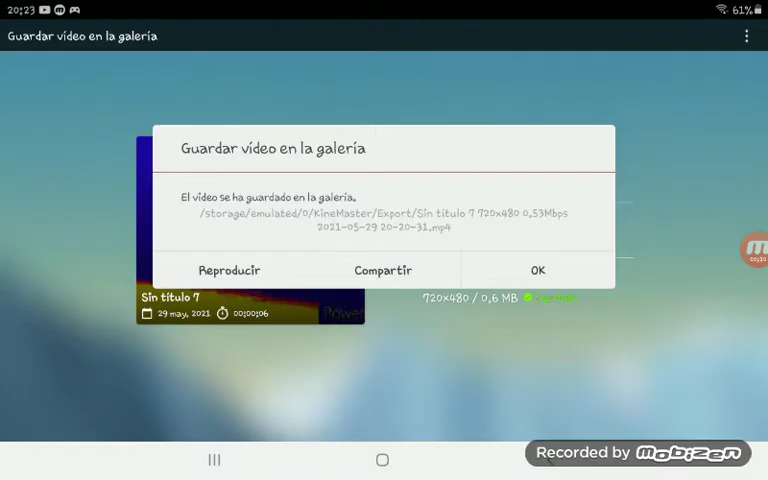 20:23
61%
Guardar vídeo en la galería
Guardar vídeo en la galería
El video se ha guardado en la galería.
/storage/emulated/0/KineMaster/Export/Sin título 7 720x480 0,53Mbps
2021-05-29 20-20-31.mp4
Reproducir Compartir OK
Sin título 7
29 may. 2021 00:00:06
Power
720x480 / 0,6 MB
Recorded by mobizen